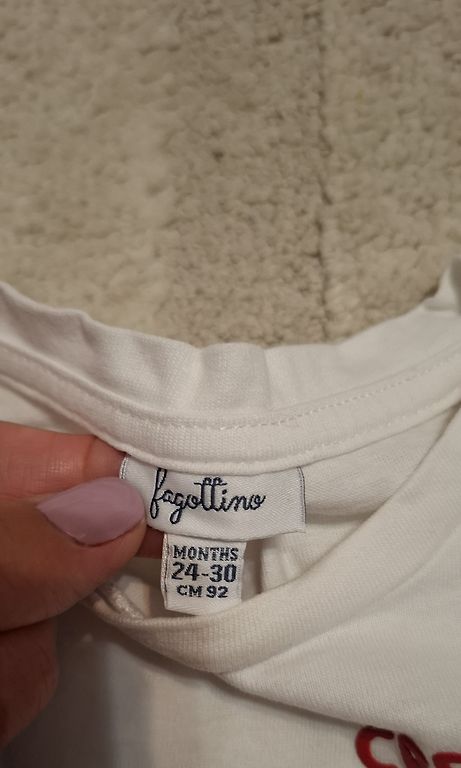 fagottino
MONTHS
24-30
CM 92